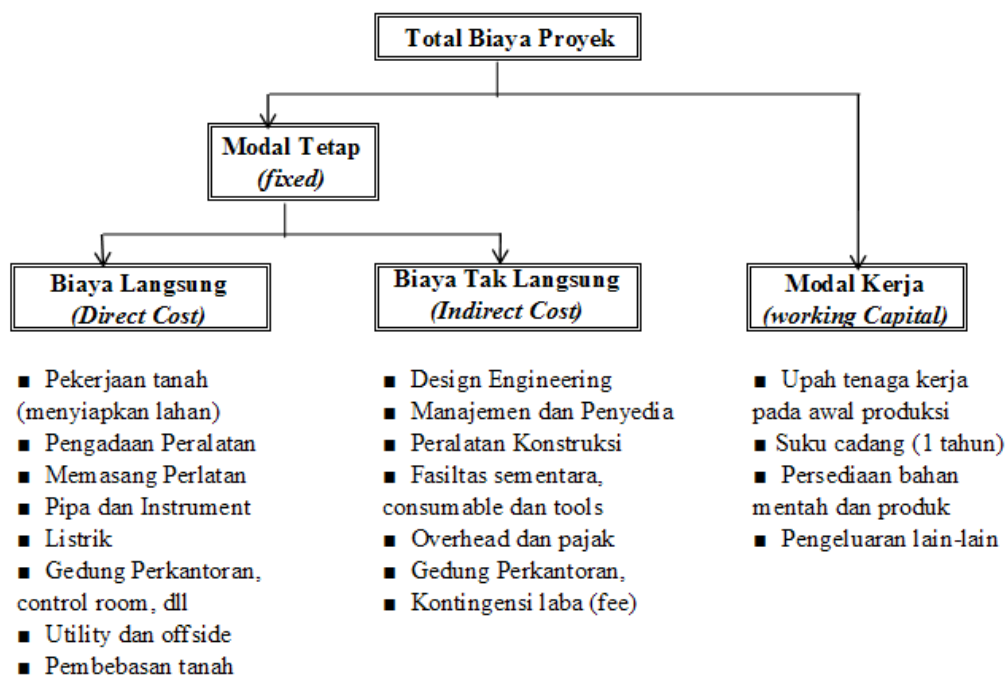 Total Biaya Proyek
Modal Tetap
(fixed)
Biaya Langsung
(Direct Cost)
Biaya Tak Langsung
(Indirect Cost)
Modal Kerja
(working Capital)
■ Pekerjaan tanah
(menyiapkan lahan)
■ Pengadaan Peralatan
■ Memasang Perlatan
■ Pipa dan Instrument
■ Listrik
■ Gedung Perkantoran,
control room, dll
■ Utility dan offside
■ Pembebasan tanah
■ Design Engineering
■ Manajemen dan Penyedia
■ Peralatan Konstruksi
■ Fasiltas sementara,
consumable dan tools
■ Overhead dan pajak
■ Gedung Perkantoran,
■ Kontingensi laba (fee)
■ Upah tenaga kerja
pada awal produksi
■ Suku cadang (1 tahun)
■ Persediaan bahan
mentah dan produk
■ Pengeluaran lain-lain